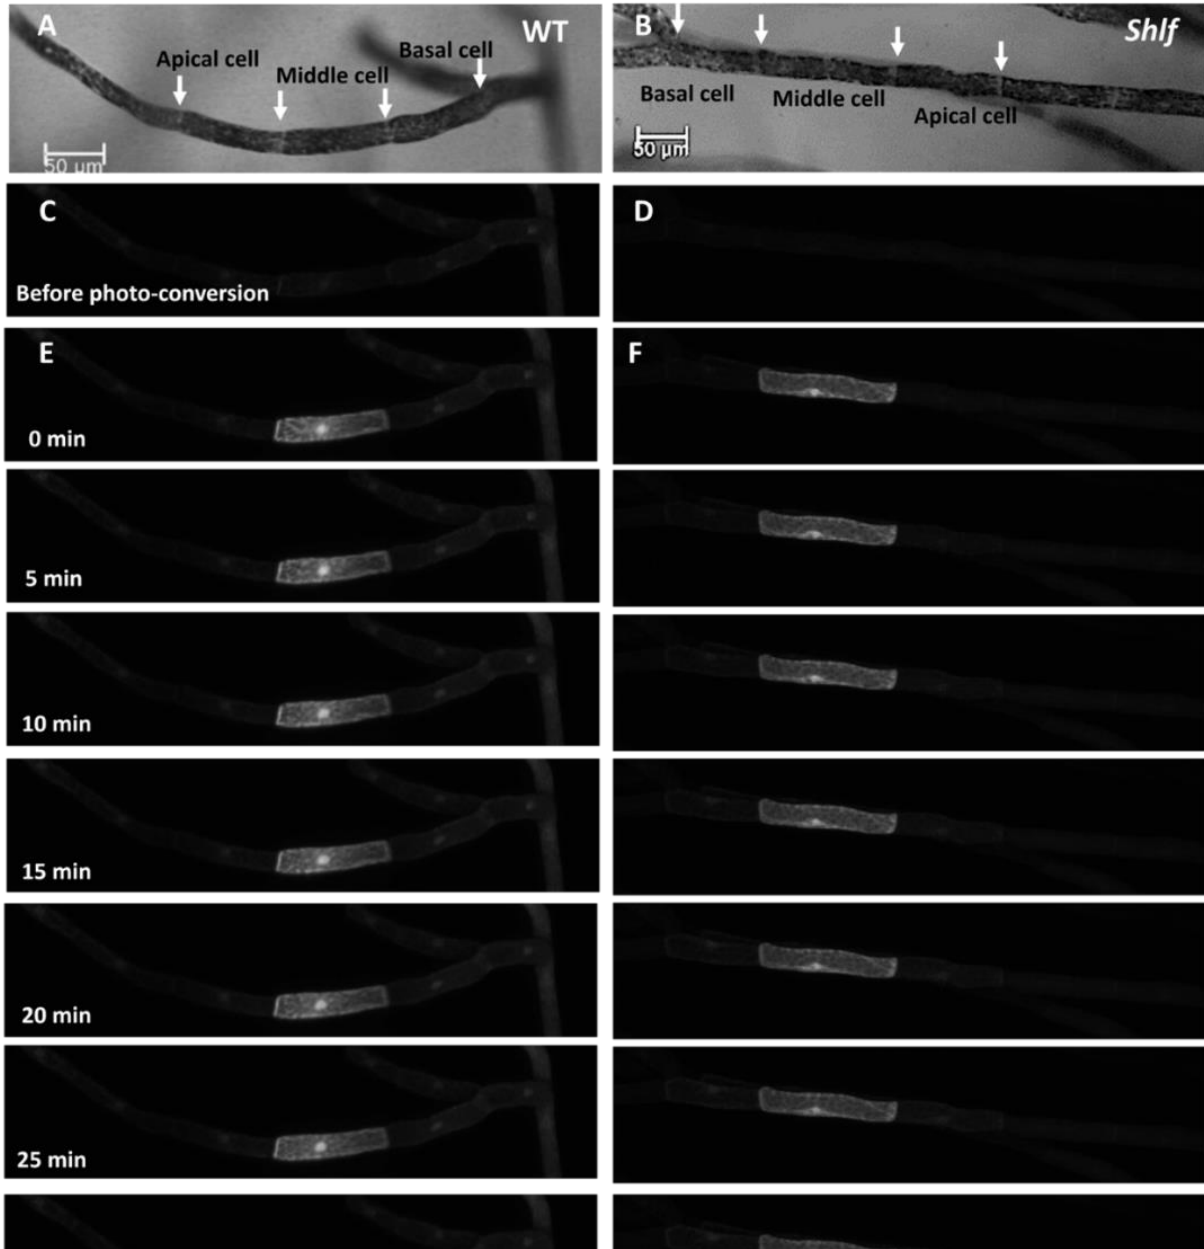 A
WT
Apical cell
Middle cell
Basal cell
50 µm
B
Shlf
Basal cell
Middle cell
Apical cell
50 µm
C
Before photo-conversion
D
E
0 min
F
5 min
10 min
15 min
20 min
25 min